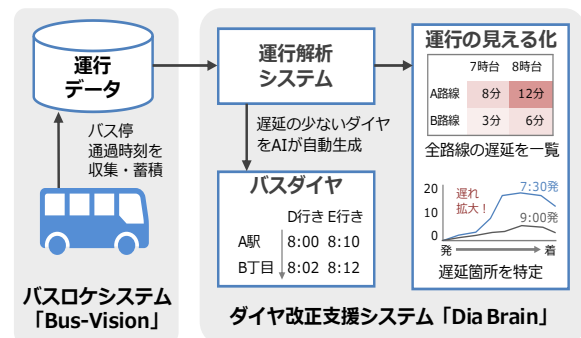 運行
データ
バス停
通過時刻を
収集・蓄積
バスロケシステム
「Bus-Vision」
運行解析
システム
遅延の少ないダイヤ
をAIが自動生成
バスダイヤ
D行き E行き
A駅 8:00 8:10
B丁目 8:02 8:12
運行の見える化
7時台 8時台
A路線 8分 12分
B路線 3分 6分
全路線の遅延を一覧
20
10
0
遅れ
拡大！
7:30発
9:00発
発 着
遅延箇所を特定
ダイヤ改正支援システム「Dia Brain」